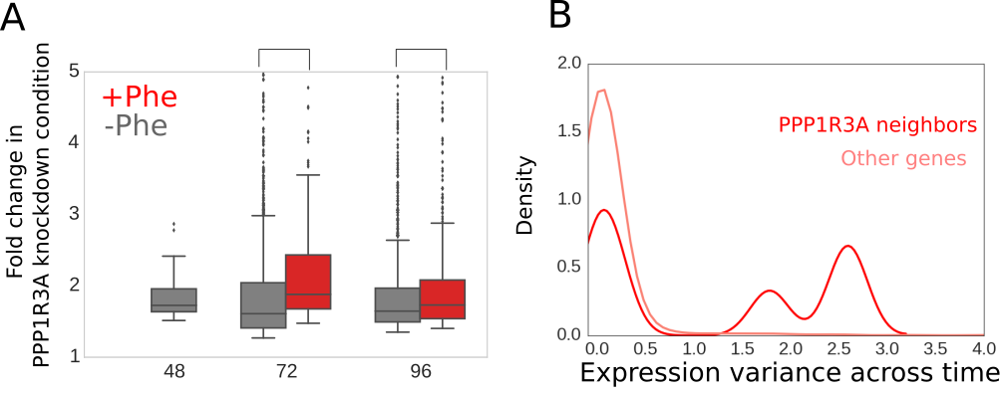 A
Fold change in
PPP1R3A knockdown condition
5
4
3
2
1
+Phe
-Phe
48
72
96
B
Density
2.0
1.5
1.0
0.5
0.0
PPP1R3A neighbors
Other genes
0.0 0.5 1.0 1.5 2.0 2.5 3.0 3.5 4.0
Expression variance across time